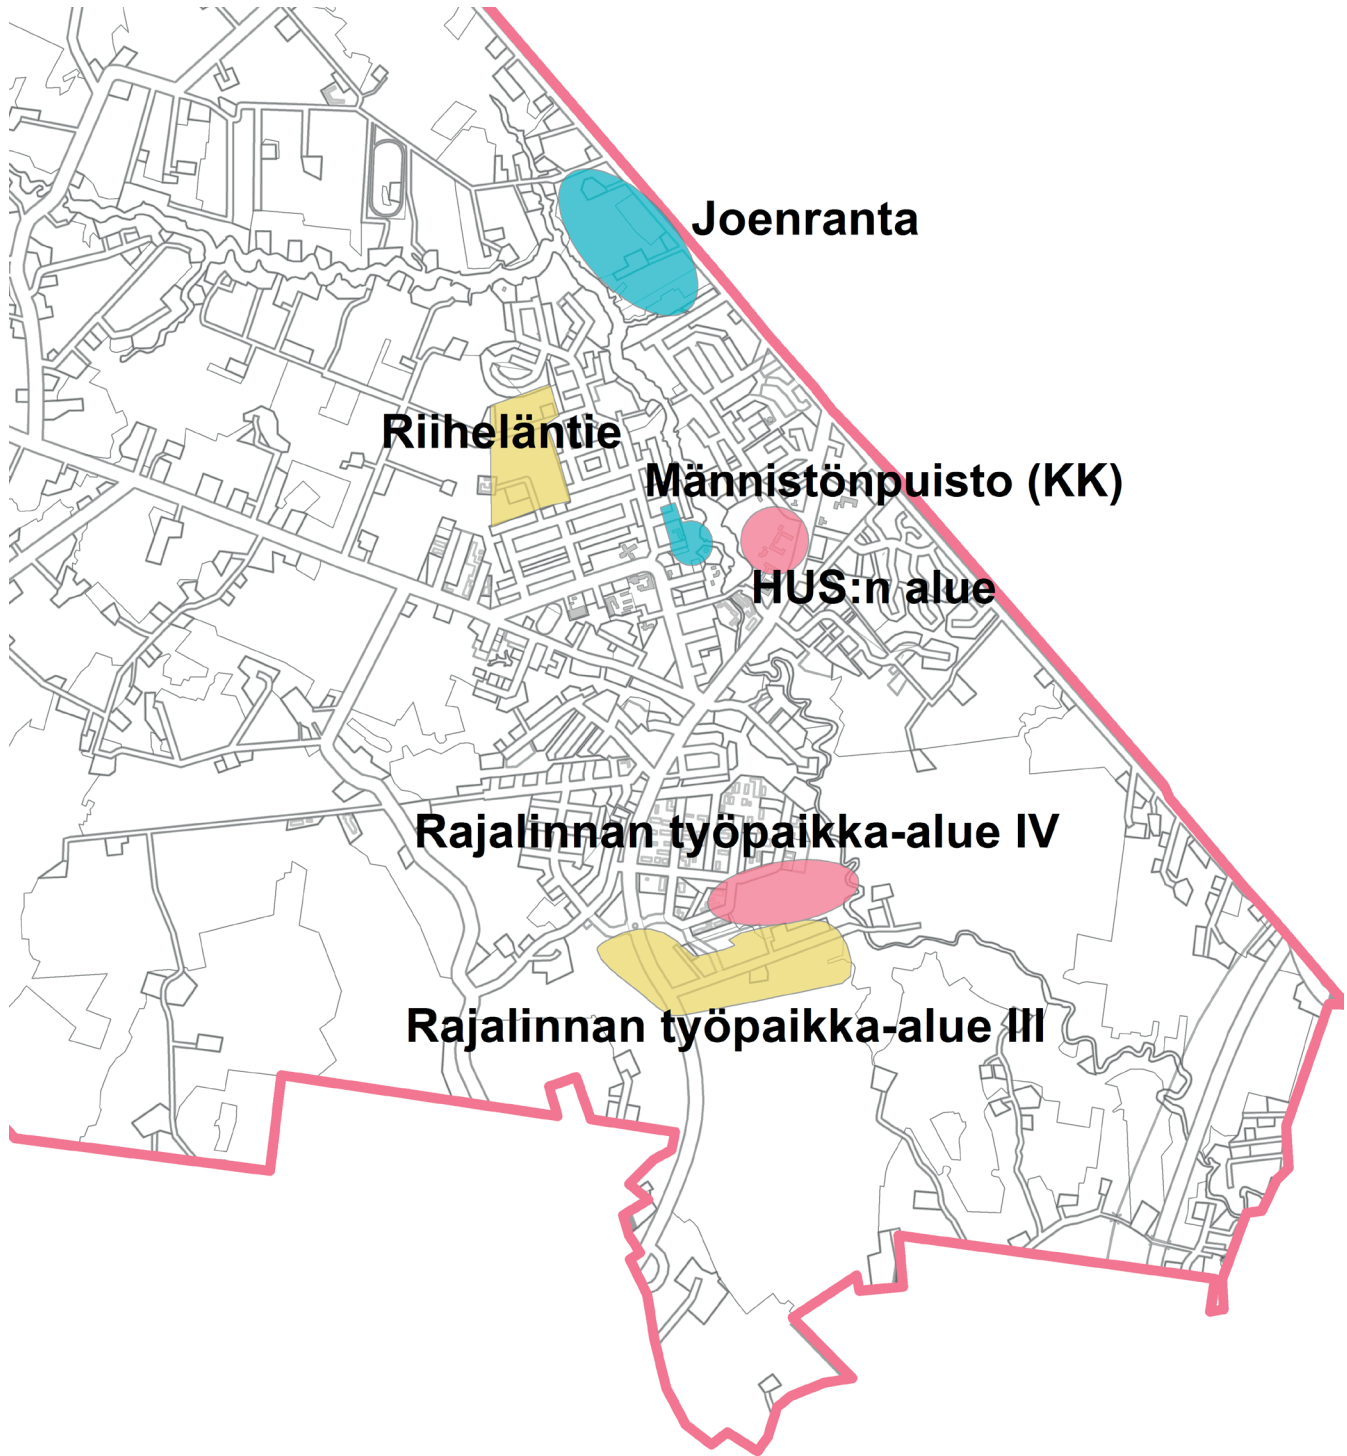 Joenranta
Riiheläntie
Männistönpuisto (KK)
HUS:n alue
Rajalinnan työpaikka-alue IV
Rajalinnan työpaikka-alue III